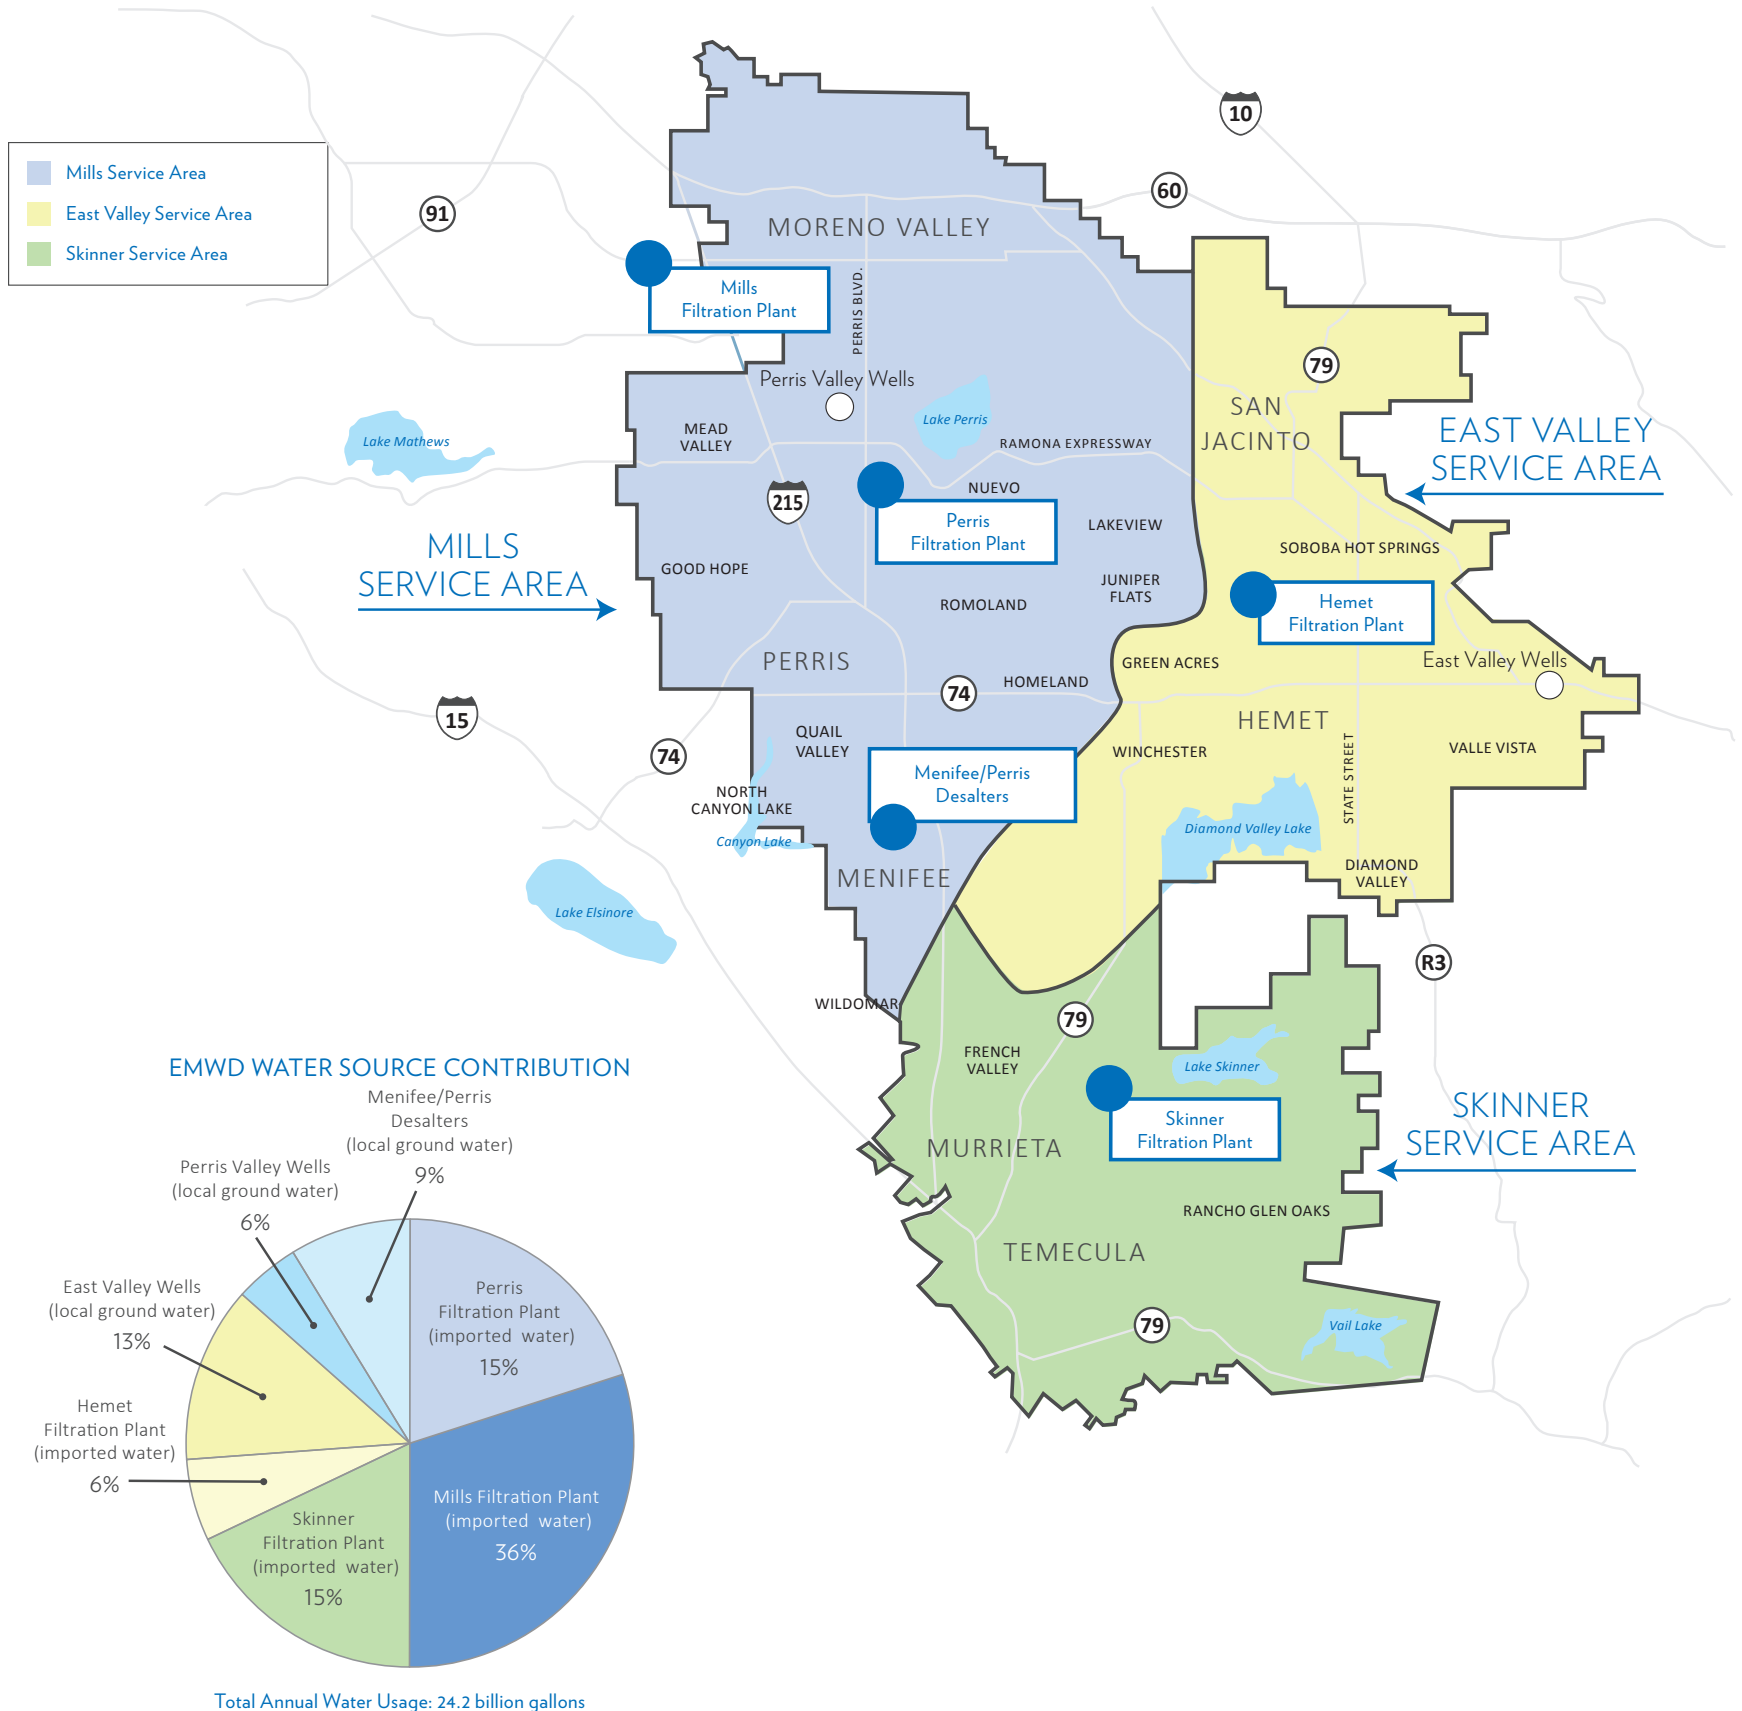 10
60
91
Mills Service Area
East Valley Service Area
Skinner Service Area
MORENO VALLEY
Mills
Filtration Plant
PERRIS BLVD.
79
Perris Valley Wells
Lake Perris
SAN
JACINTO
MEAD
VALLEY
RAMONA EXPRESSWAY
Lake Mathews
EAST VALLEY
SERVICE AREA
215
NUEVO
Perris
Filtration Plant
LAKEVIEW
MILLS
SERVICE AREA
SOBOBA HOT SPRINGS
GOOD HOPE
JUNIPER
FLATS
ROMOLAND
Hemet
Filtration Plant
PERRIS
GREEN ACRES
East Valley Wells
74
HOMELAND
15
HEMET
QUAIL
VALLEY
74
WINCHESTER
STATE STREET
VALLE VISTA
Menifee/Perris
Desalters
NORTH
CANYON LAKE
Canyon Lake
Diamond Valley Lake
MENIFEE
DIAMOND
VALLEY
Lake Elsinore
R3
WILDOMAR
79
FRENCH
VALLEY
Lake Skinner
Skinner
Filtration Plant
SKINNER
SERVICE AREA
MURRIETA
RANCHO GLEN OAKS
TEMECULA
79
Vail Lake
EMWD WATER SOURCE CONTRIBUTION
Menifee/Perris
Desalters
(local ground water)
9%
Perris Valley Wells
(local ground water)
6%
East Valley Wells
(local ground water)
13%
Hemet
Filtration Plant
(imported water)
6%
Perris
Filtration Plant
(imported water)
15%
Mills Filtration Plant
(imported water)
36%
Skinner
Filtration Plant
(imported water)
15%
Total Annual Water Usage: 24.2 billion gallons